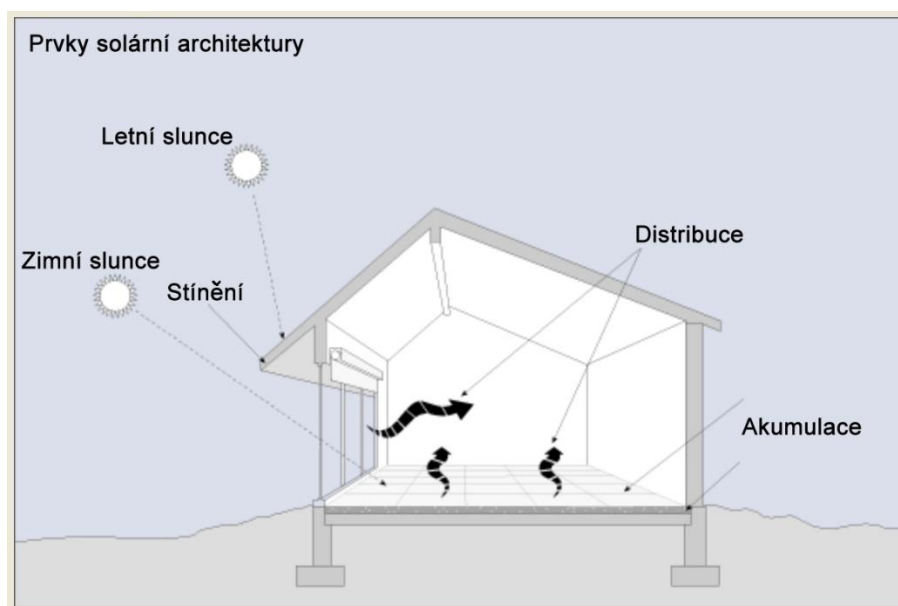 Prvky solární architektury
Letní slunce
Zimní slunce
Stínění
Distribuce
Akumulace